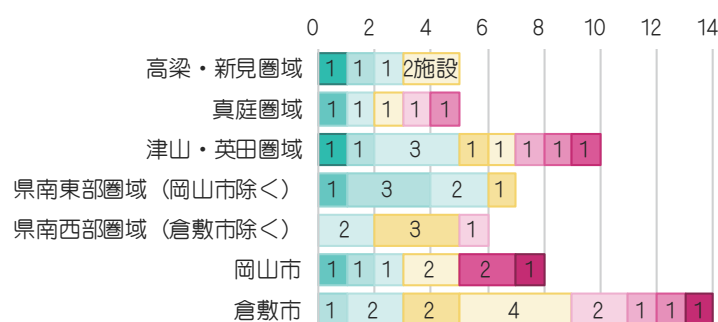 0 2 4 6 8 10 12 14
高梁・新見圏域 1 1 1 2施設
真庭圏域 1 1 1 1 1
津山・英田圏域 1 1 3 1 1 1 1 1
県南東部圏域（岡山市除く） 1 3 2 1
県南西部圏域（倉敷市除く） 2 3 1
岡山市 1 1 1 2 2 1
倉敷市 1 2 2 4 2 1 1 1